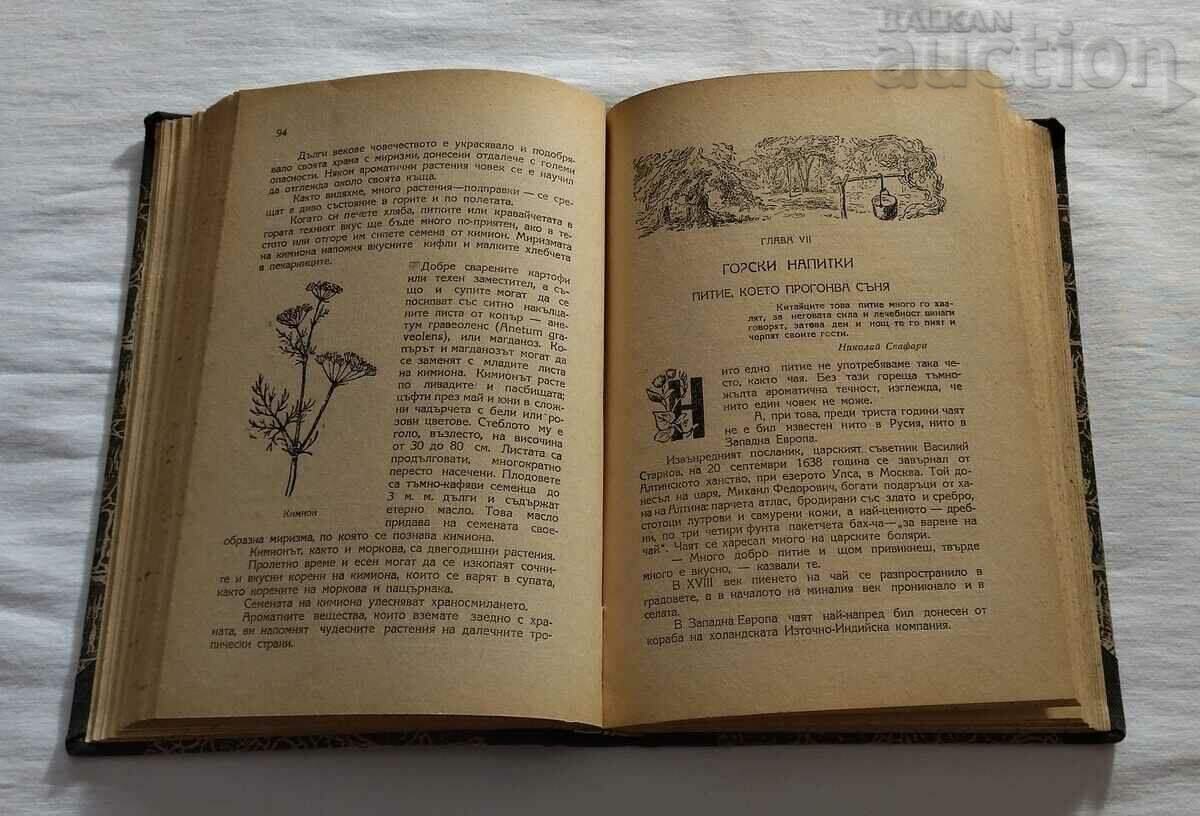 BALKAN
auction
94
Дълги векове човечеството е украсявало и подобря-
вало своята храна с миризми, донесени отдалече с големи
опасности. Някои ароматични растения човек се е научил
да отглежда около своята къща.
Както видяхме, много растения—подправки — се сре-
щат в диво състояние в горите и по полетата.
Когато си печете хляба, питките или кравайчетата в
гората техният вкус ще бъде много по-приятен, ако в те-
стото или отгоре им сипете семена от кимион. Миризмата
на кимиона напомня вкусните кифли и малките хлебчета
в пекарниците.
Добре сварените картофи
или техен заместител, а съ-
що и супите могат да се
посипват със ситно накълца-
ните листа от копър — ане-
тум гравеоленс (Anetum gra-
veolens), или магданоз. Ко-
пърът и магданозът могат да
се заменят с младите листа
на кимиона. Кимионът расте
по ливадите и пасбищата;
цъфти през май и юни в слож-
ни чадърчета с бели или ро-
зови цветове. Стеблото му е
голо, възлесто, на височина
от 30 до 80 см. Листата са
продълговати, многократно
пересто насечени. Плодовете
са тъмно-кафяви семенца до
3 м. м. дълги и съдържат
етерно масло. Това масло
придава на семената свое-
Кимион
образна миризма, по която се познава кимиона.
Кимионът, както и моркова, са двегодишни растения.
Пролетно време и есен могат да се изкопаят сочни-
те и вкусни корени на кимиона, които се варят в супата,
както корените на моркова и пащърнака.
Семената на кимиона улесняват храносмилането.
Ароматните вещества, които вземате заедно с хра-
ната, ви напомнят чудесните растения на далечните тро-
пически страни.
ГЛАВА VII
ГОРСКИ НАПИТКИ
ПИТИЕ, КОЕТО ПРОГОНВА СЪНЯ
Китайците това питие много го хва-
лят, за неговата сила и лечебност винаги
говорят, затова ден и нощ те го пият и
черпят своите гости.
Николай Спафари
Нито едно питие не употребяваме така че-
сто, както чая. Без тази гореща тъмно-
жълта ароматична течност, изглежда, че
нито един човек не може.
А, при това, преди триста години чаят
не е бил известен нито в Русия, нито в
Западна Европа.
Извънредният посланик, царският съветник Василий
Старков, на 20 септември 1638 година се завърнал от
Алтинското ханство, при езерото Упса, в Москва. Той до-
несъл на царя, Михаил Федорович, богати подаръци от ха-
на на Алтина: парчета атлас, бродирани със злато и сребро,
стотоци лутрови и самурени кожи, а най-ценното — дреб-
ни, по три четири фунта пакетчета бах-ча— „за варене на
чай“. Чаят се харесал много на царските боляри.
— Много добро питие и щом привикнеш, твърде
много е вкусно, — казвали те.
В XVIII век пиенето на чай се разпространило в
градовете, а в началото на миналия век проникнало и в
селата.
В Западна Европа чаят най-напред бил донесен от
кораба на холандската Източно-Индийска компания.